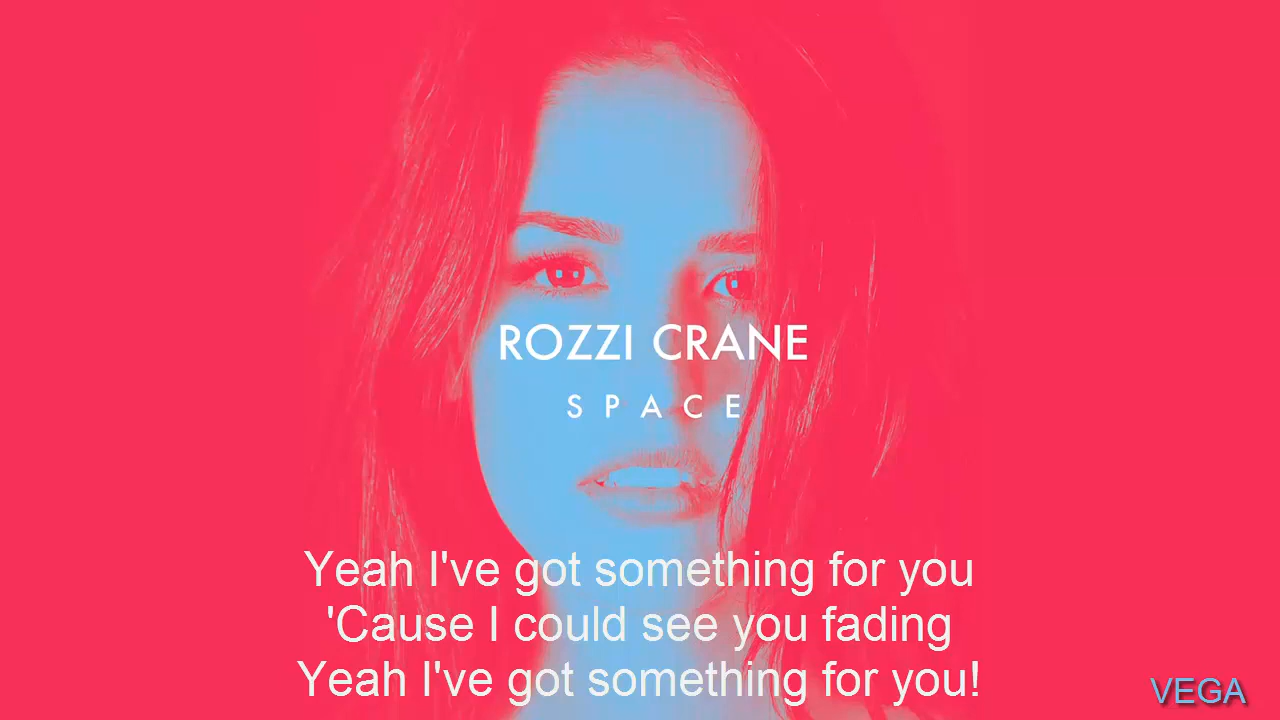 ROZZI CRANE
SPACE
Yeah I've got something for you
'Cause I could see you fading
Yeah I've got something for you!
VEGA